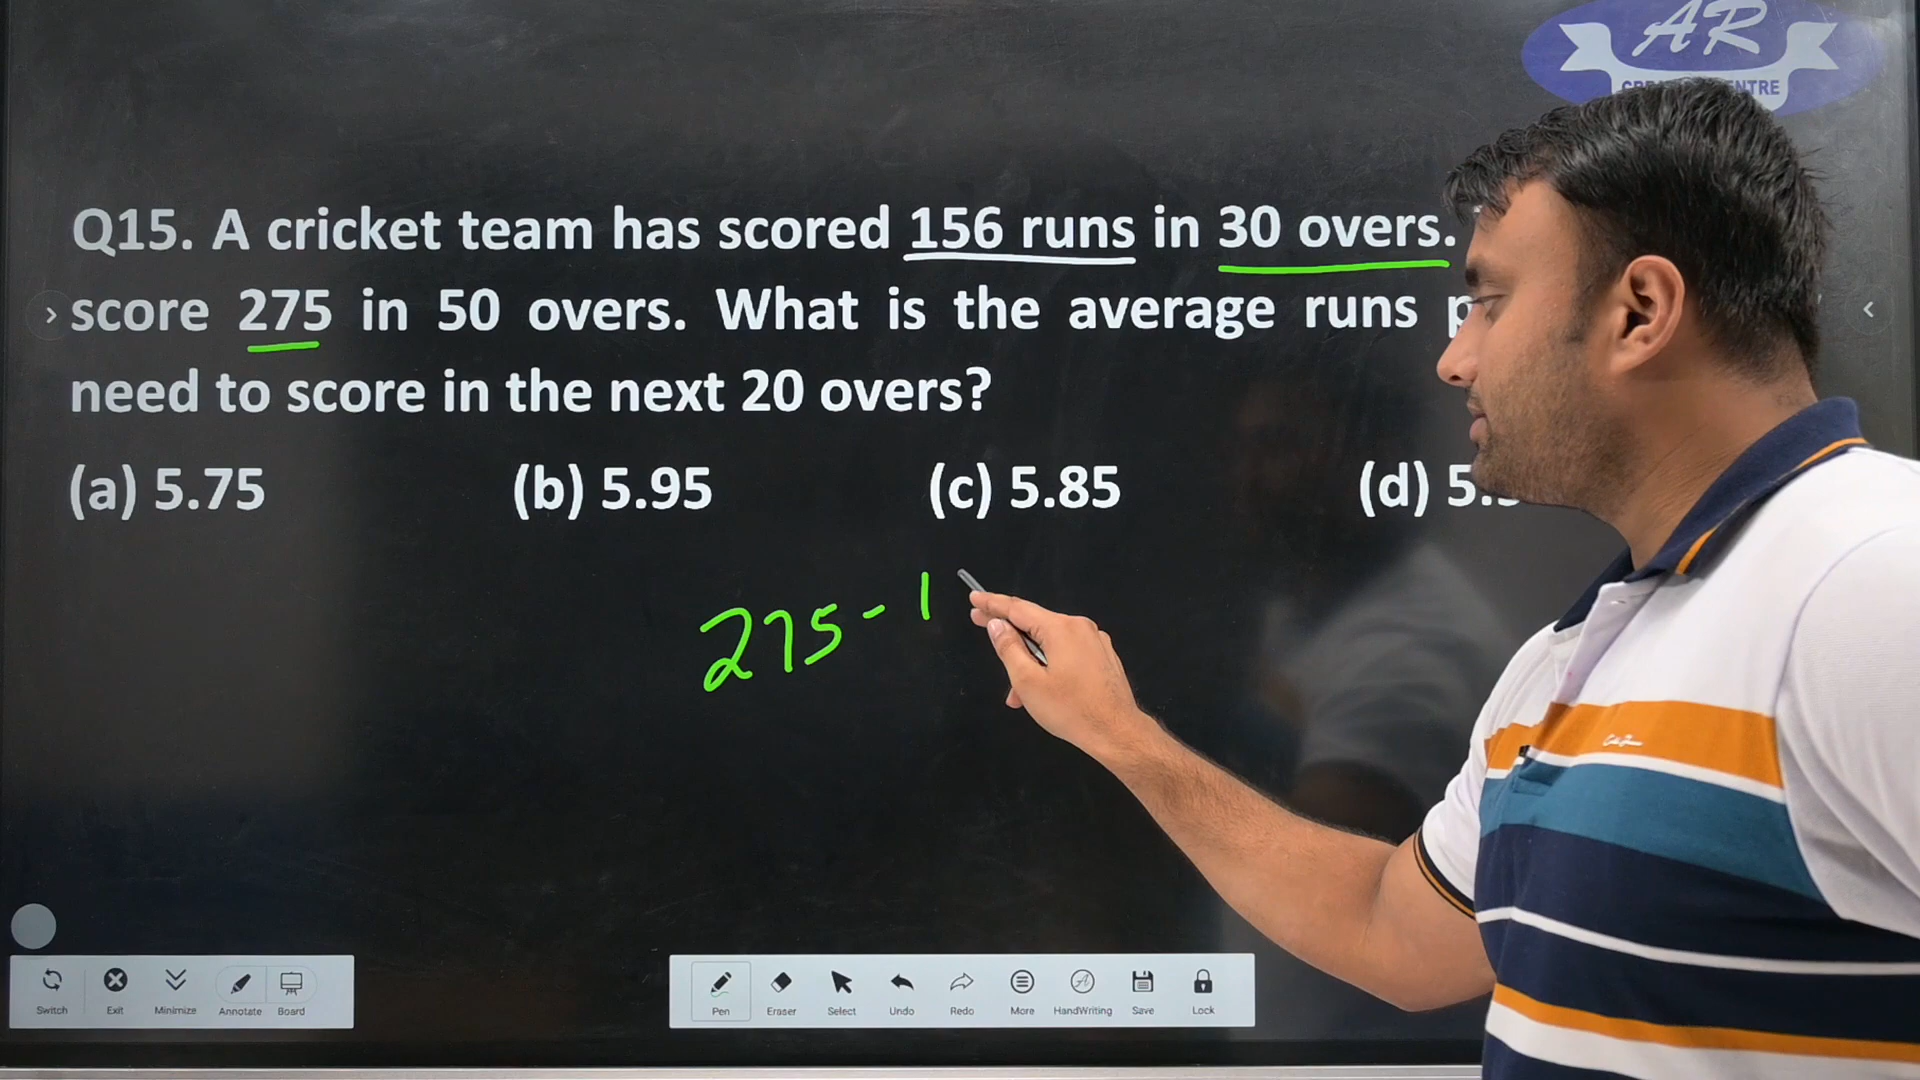 AR
Q15. A cricket team has scored 156 runs in 30 overs.
score 275 in 50 overs. What is the average runs
need to score in the next 20 overs?
(a) 5.75 (b) 5.95 (c) 5.85 (d)
275 - 1
Switch Exit Minimize Annotate Board Pen Eraser Select Undo Redo More HandWriting Save Lock